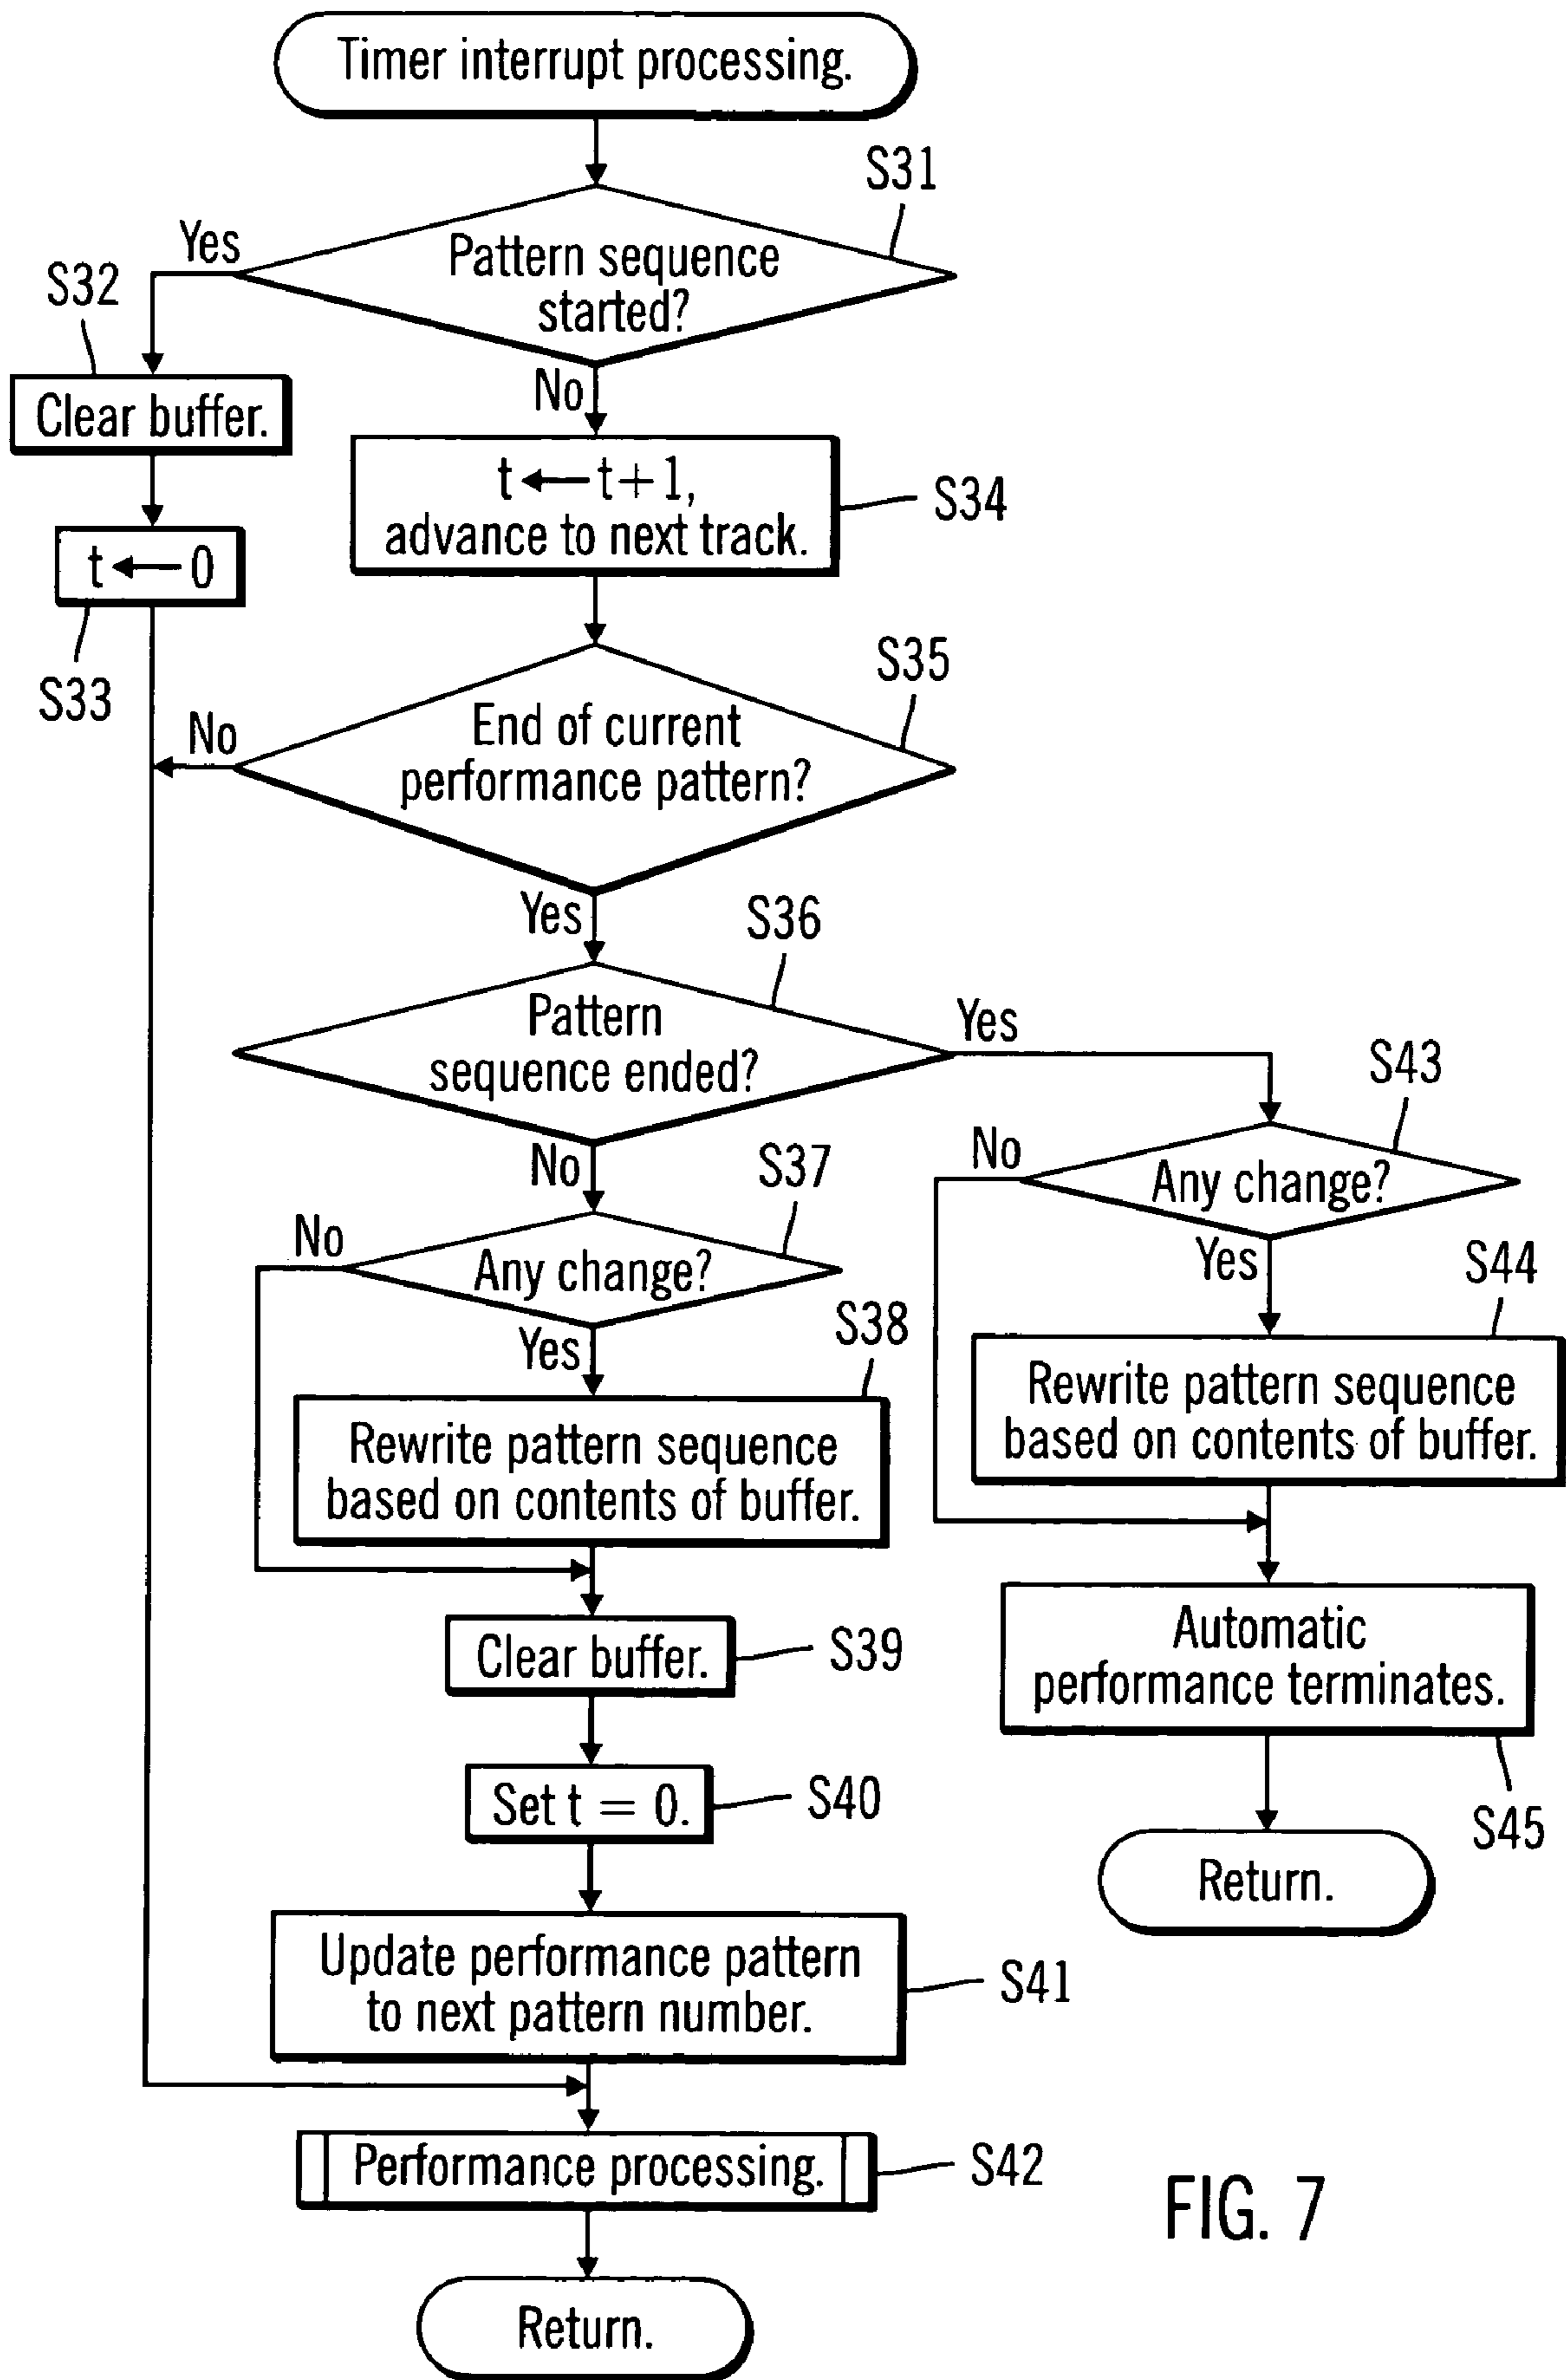 Timer interrupt processing.
S31
Yes
Pattern sequence
started?
S32
No
Clear buffer.
t ← t + 1,
advance to next track.
S34
t ← 0
S33
S35
No
End of current
performance pattern?
Yes
S36
Pattern
sequence ended?
Yes
S43
No
S37
No
Any change?
No
Any change?
Yes
S44
S38
Yes
Rewrite pattern sequence
based on contents of buffer.
Rewrite pattern sequence
based on contents of buffer.
Clear buffer.
S39
Automatic
performance terminates.
Set t = 0.
S40
S45
Return.
Update performance pattern
to next pattern number.
S41
Performance processing.
S42
FIG. 7
Return.